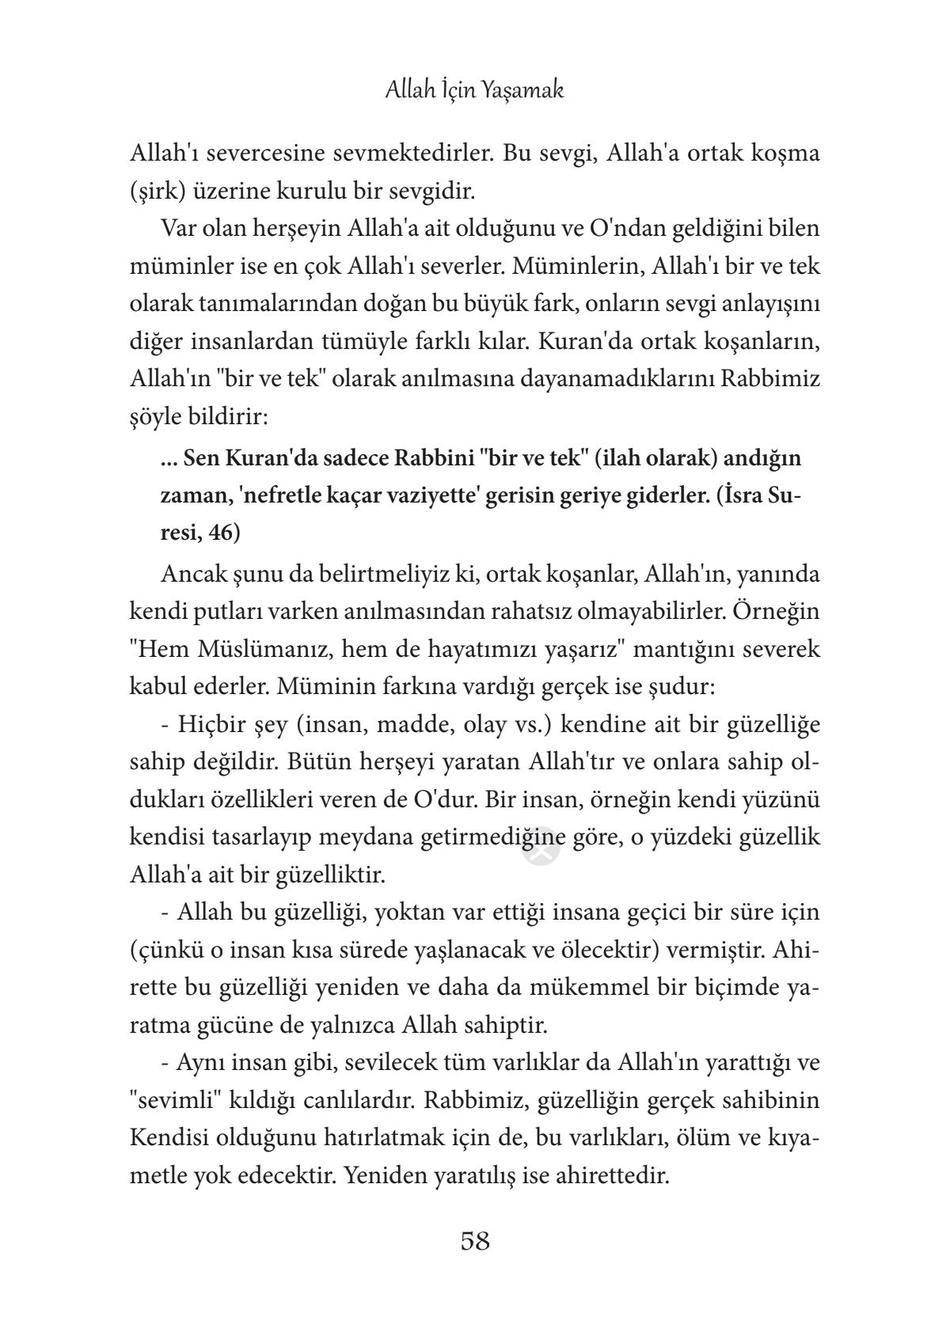 Allah İçin Yaşamak
Allah'ı severcesine sevmektedirler. Bu sevgi, Allah'a ortak koşma
(şirk) üzerine kurulu bir sevgidir.
Var olan herşeyin Allah'a ait olduğunu ve O'ndan geldiğini bilen
müminler ise en çok Allah'ı severler. Müminlerin, Allah'ı bir ve tek
olarak tanımalarından doğan bu büyük fark, onların sevgi anlayışını
diğer insanlardan tümüyle farklı kılar. Kuran'da ortak koşanların,
Allah'ın "bir ve tek" olarak anılmasına dayanamadıklarını Rabbimiz
şöyle bildirir:
... Sen Kuran'da sadece Rabbini "bir ve tek" (ilah olarak) andığın
zaman, 'nefretle kaçar vaziyette' gerisin geriye giderler. (İsra Su-
resi, 46)
Ancak şunu da belirtmeliyiz ki, ortak koşanlar, Allah'ın, yanında
kendi putları varken anılmasından rahatsız olmayabilirler. Örneğin
"Hem Müslümanız, hem de hayatımızı yaşarız" mantığını severek
kabul ederler. Müminin farkına vardığı gerçek ise şudur:
- Hiçbir şey (insan, madde, olay vs.) kendine ait bir güzelliğe
sahip değildir. Bütün herşeyi yaratan Allah'tır ve onlara sahip ol-
dukları özellikleri veren de O'dur. Bir insan, örneğin kendi yüzünü
kendisi tasarlayıp meydana getirmediğine göre, o yüzdeki güzellik
Allah'a ait bir güzelliktir.
- Allah bu güzelliği, yoktan var ettiği insana geçici bir süre için
(çünkü o insan kısa sürede yaşlanacak ve ölecektir) vermiştir. Ahi-
rette bu güzelliği yeniden ve daha da mükemmel bir biçimde ya-
ratma gücüne de yalnızca Allah sahiptir.
- Aynı insan gibi, sevilecek tüm varlıklar da Allah'ın yarattığı ve
"sevimli" kıldığı canlılardır. Rabbimiz, güzelliğin gerçek sahibinin
Kendisi olduğunu hatırlatmak için de, bu varlıkları, ölüm ve kıya-
metle yok edecektir. Yeniden yaratılış ise ahirettedir.
58